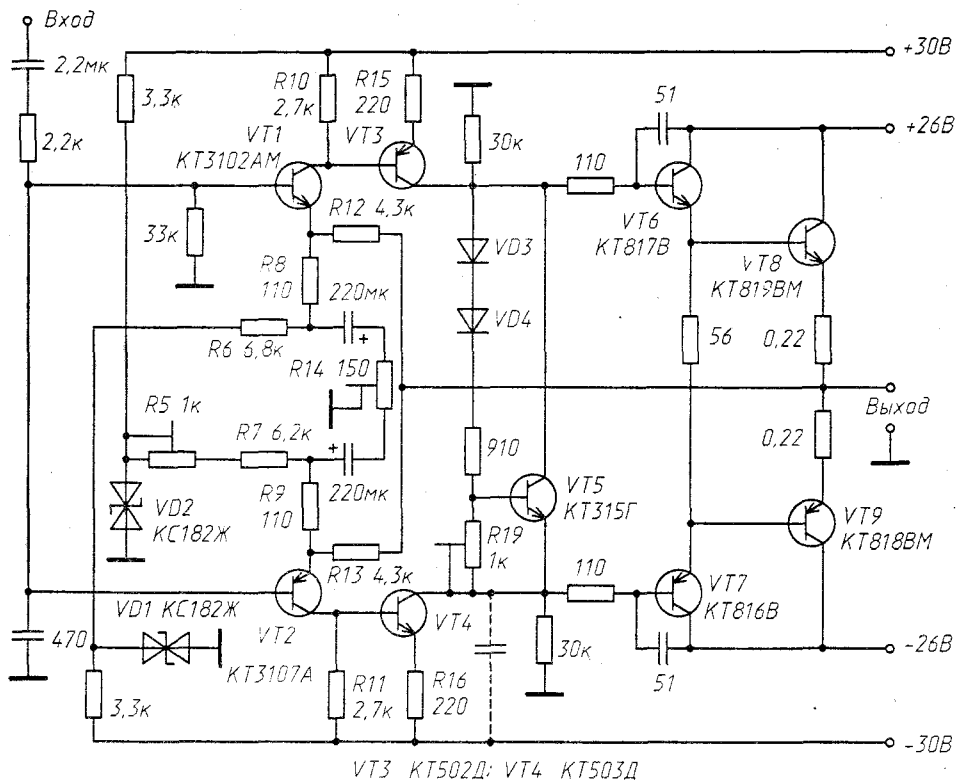 Вход
2,2мк
2,2к
3,3к
R10
2,7к
R15
220
+30В
VT1
КТ3102АМ
VT3
30к
51
+26В
110
33к
R12 4,3к
VT6
КТ817В
R8
110
220мк
+
VD3
VT8
КТ819ВМ
VD4
R6 6,8к
R14 150
56
0,22
R5 1к
R7 6,2к
+
220мк
Выход
910
0,22
VD2
КС182Ж
R9
110
VT5
КТ315Г
R19
1к
VT9
КТ818ВМ
R13 4,3к
110
VD1 КС182Ж
VT2
VT4
VT7
КТ816В
470
КТ3107А
30к
51
-26В
3,3к
R11
2,7к
R16
220
-30В
VT3 КТ502Д; VT4 КТ503Д